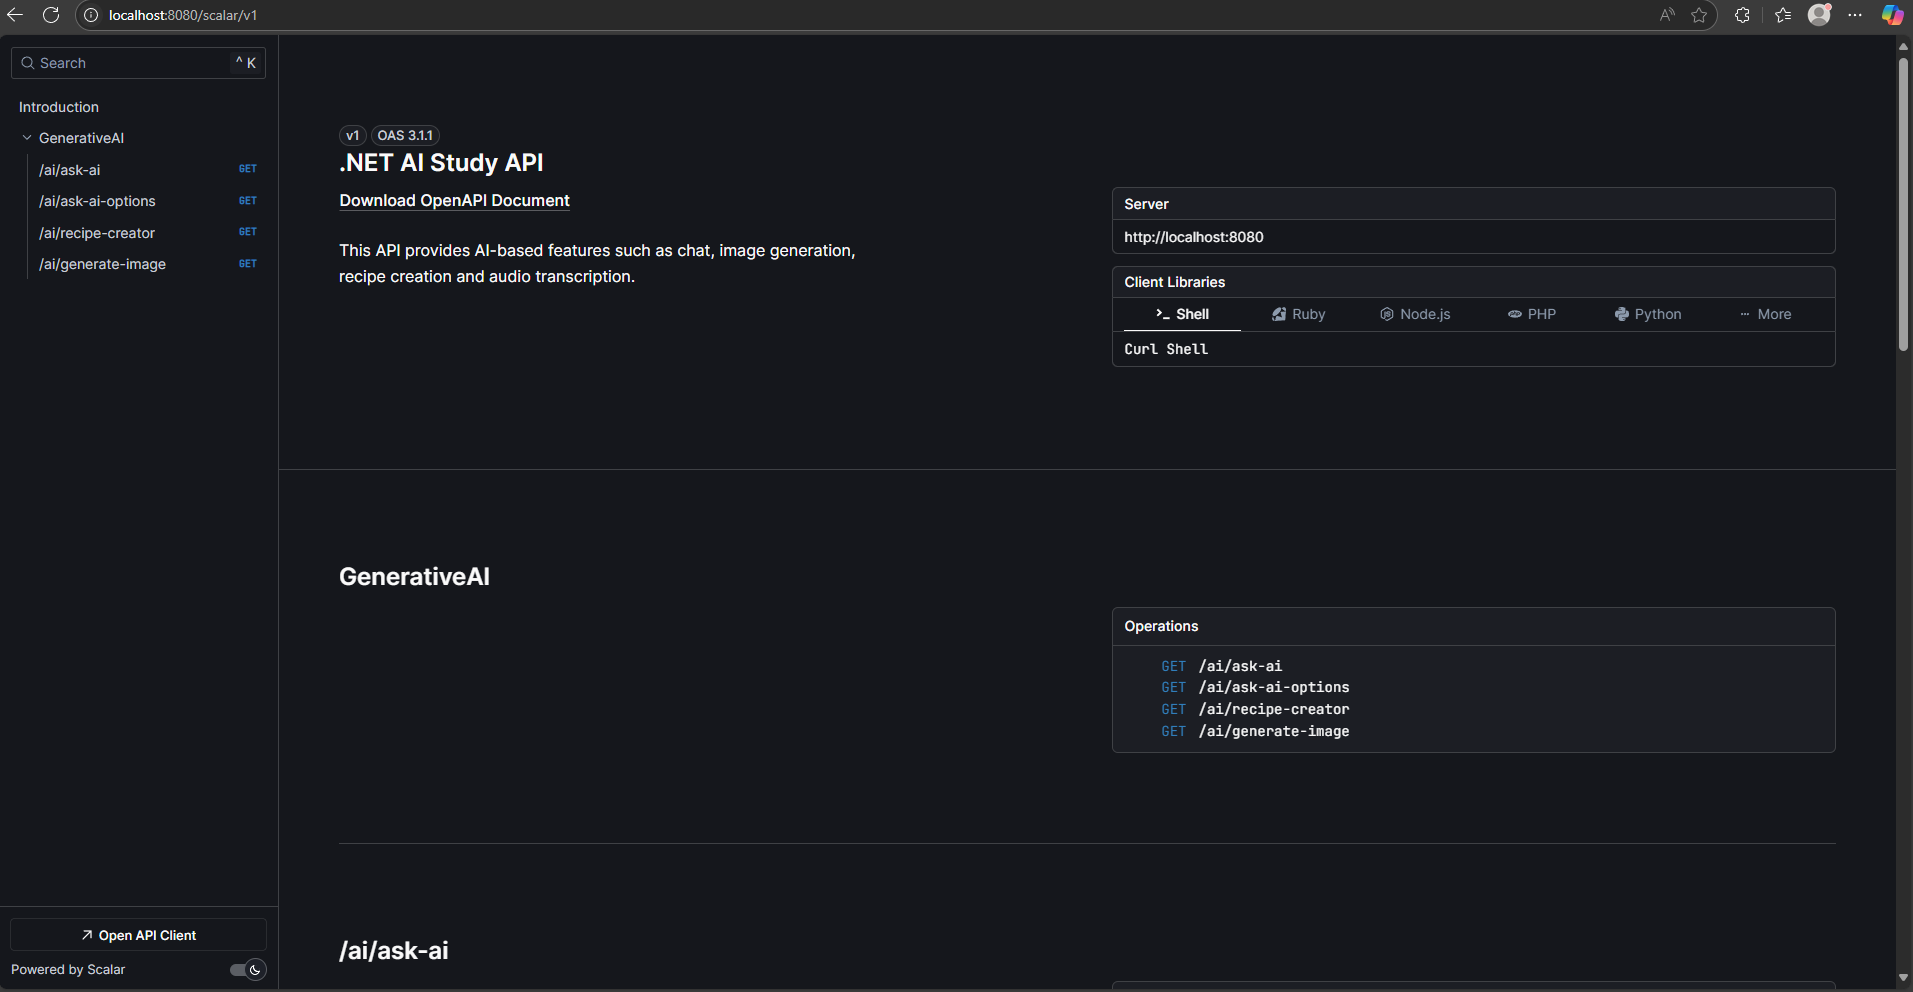 localhost:8080/scalar/v1
Search
^ K
Introduction
GenerativeAI
/ai/ask-ai GET
/ai/ask-ai-options GET
/ai/recipe-creator GET
/ai/generate-image GET
Open API Client
Powered by Scalar
v1 OAS 3.1.1
.NET AI Study API
Download OpenAPI Document
This API provides AI-based features such as chat, image generation,
recipe creation and audio transcription.
Server
http://localhost:8080
Client Libraries
Shell Ruby Node.js PHP Python More
Curl Shell
GenerativeAI
Operations
GET /ai/ask-ai
GET /ai/ask-ai-options
GET /ai/recipe-creator
GET /ai/generate-image
/ai/ask-ai